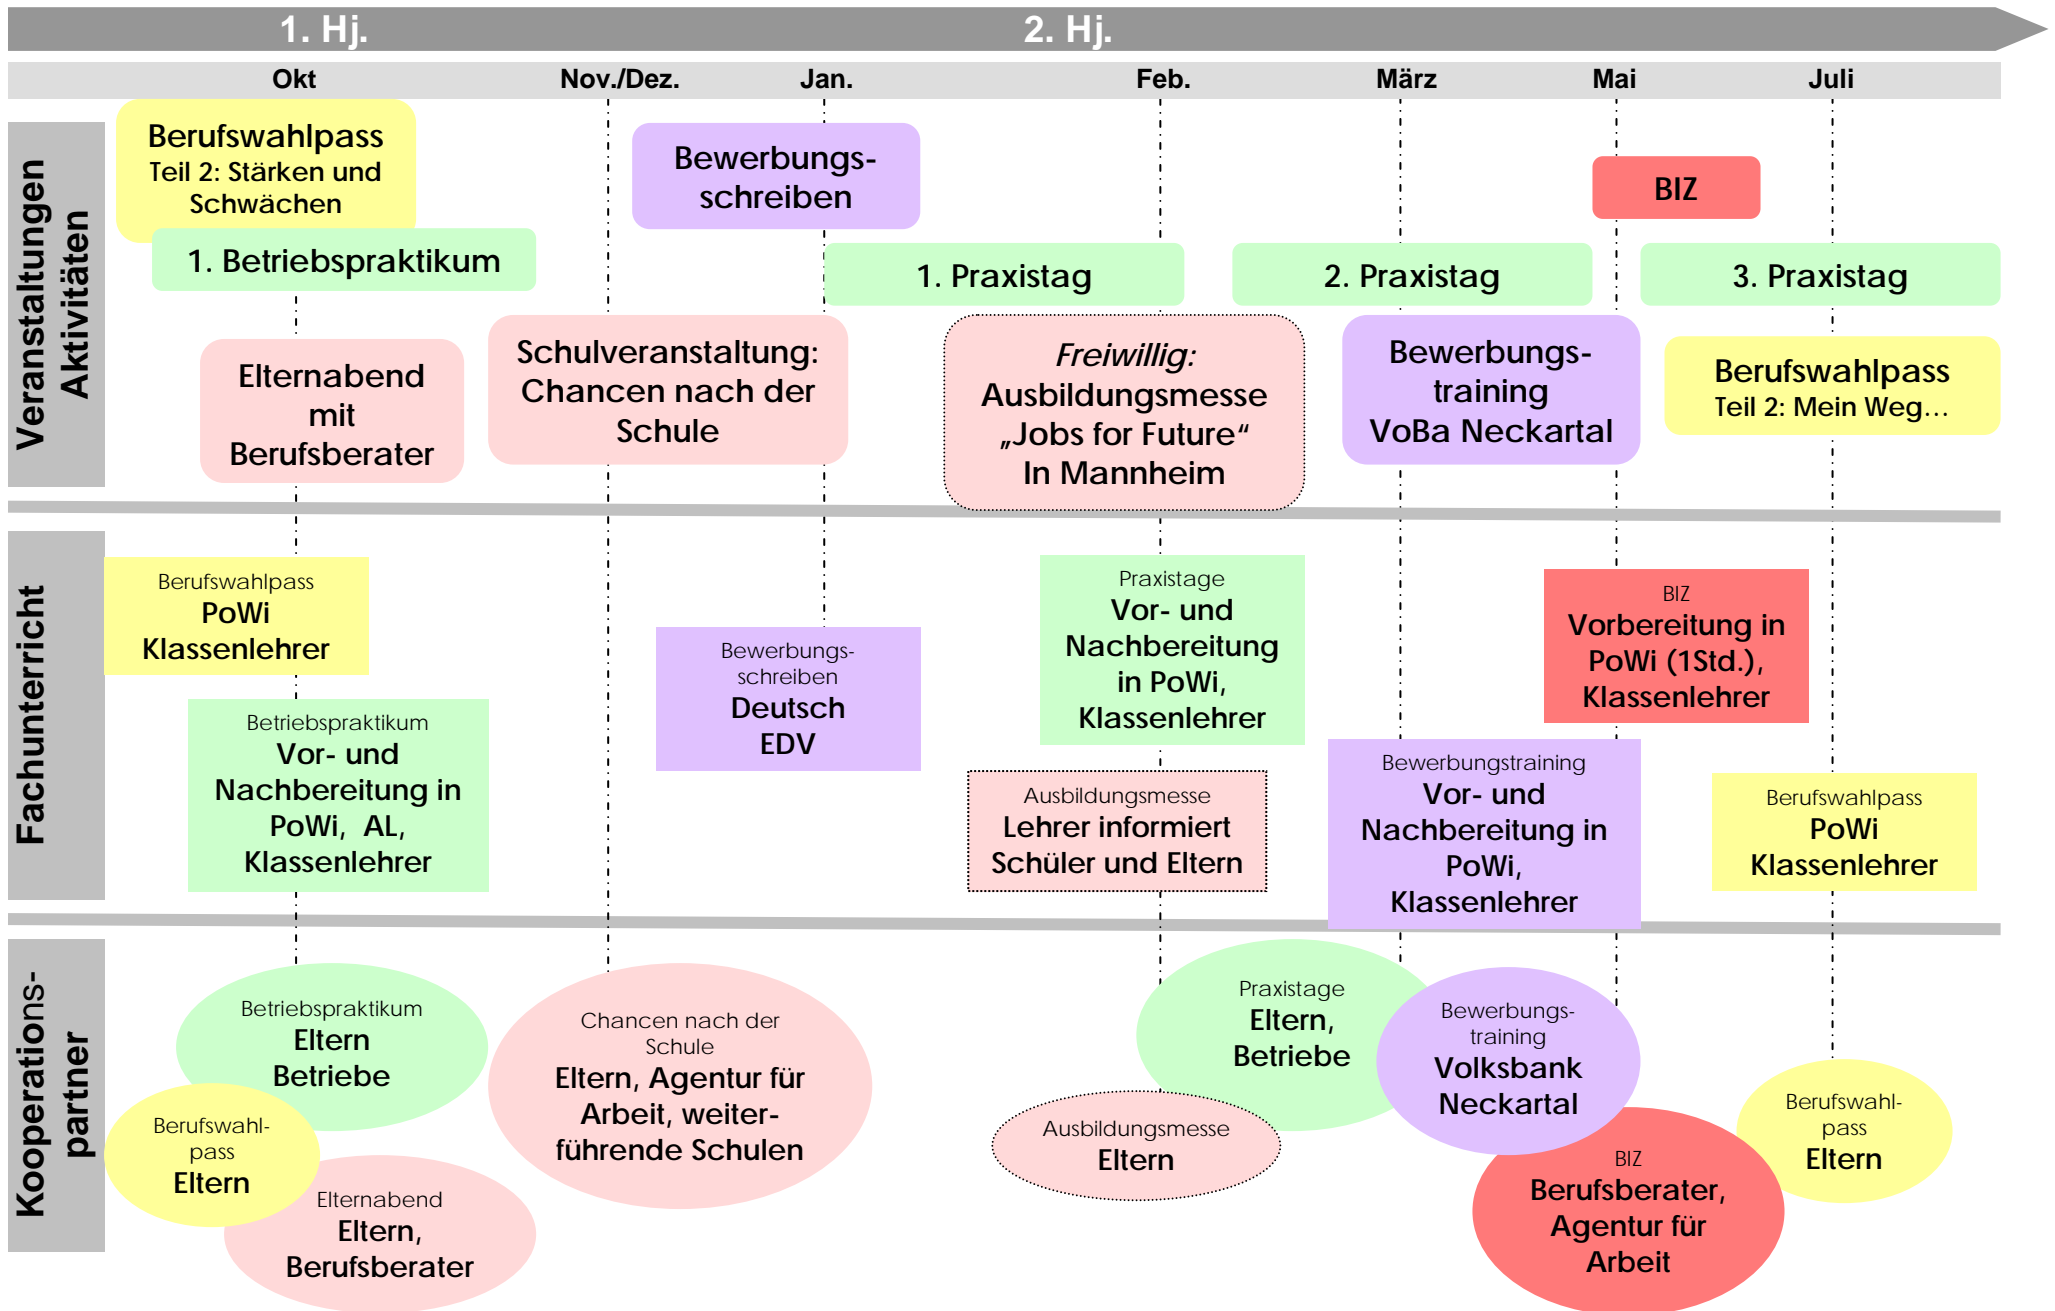 1. Hj.
2. Hj.
Okt
Nov./Dez.
Jan.
Feb.
März
Mai
Juli
Veranstaltungen
Aktivitäten
Berufswahlpass
Teil 2: Stärken und
Schwächen
1. Betriebspraktikum
Elternabend
mit
Berufsberater
Bewerbungs-
schreiben
Schulveranstaltung:
Chancen nach der
Schule
1. Praxistag
Freiwillig:
Ausbildungsmesse
„Jobs for Future“
In Mannheim
2. Praxistag
Bewerbungs-
training
VoBa Neckartal
BIZ
3. Praxistag
Berufswahlpass
Teil 2: Mein Weg…
Fachunterricht
Berufswahlpass
PoWi
Klassenlehrer
Betriebspraktikum
Vor- und
Nachbereitung in
PoWi, AL,
Klassenlehrer
Bewerbungs-
schreiben
Deutsch
EDV
Praxistage
Vor- und
Nachbereitung
in PoWi,
Klassenlehrer
Ausbildungsmesse
Lehrer informiert
Schüler und Eltern
Bewerbungstraining
Vor- und
Nachbereitung in
PoWi,
Klassenlehrer
BIZ
Vorbereitung in
PoWi (1Std.),
Klassenlehrer
Berufswahlpass
PoWi
Klassenlehrer
Kooperations-
partner
Betriebspraktikum
Eltern
Betriebe
Berufswahl-
pass
Eltern
Elternabend
Eltern,
Berufsberater
Chancen nach der
Schule
Eltern, Agentur für
Arbeit, weiter-
führende Schulen
Praxistage
Eltern,
Betriebe
Ausbildungsmesse
Eltern
Bewerbungs-
training
Volksbank
Neckartal
BIZ
Berufsberater,
Agentur für
Arbeit
Berufswahl-
pass
Eltern